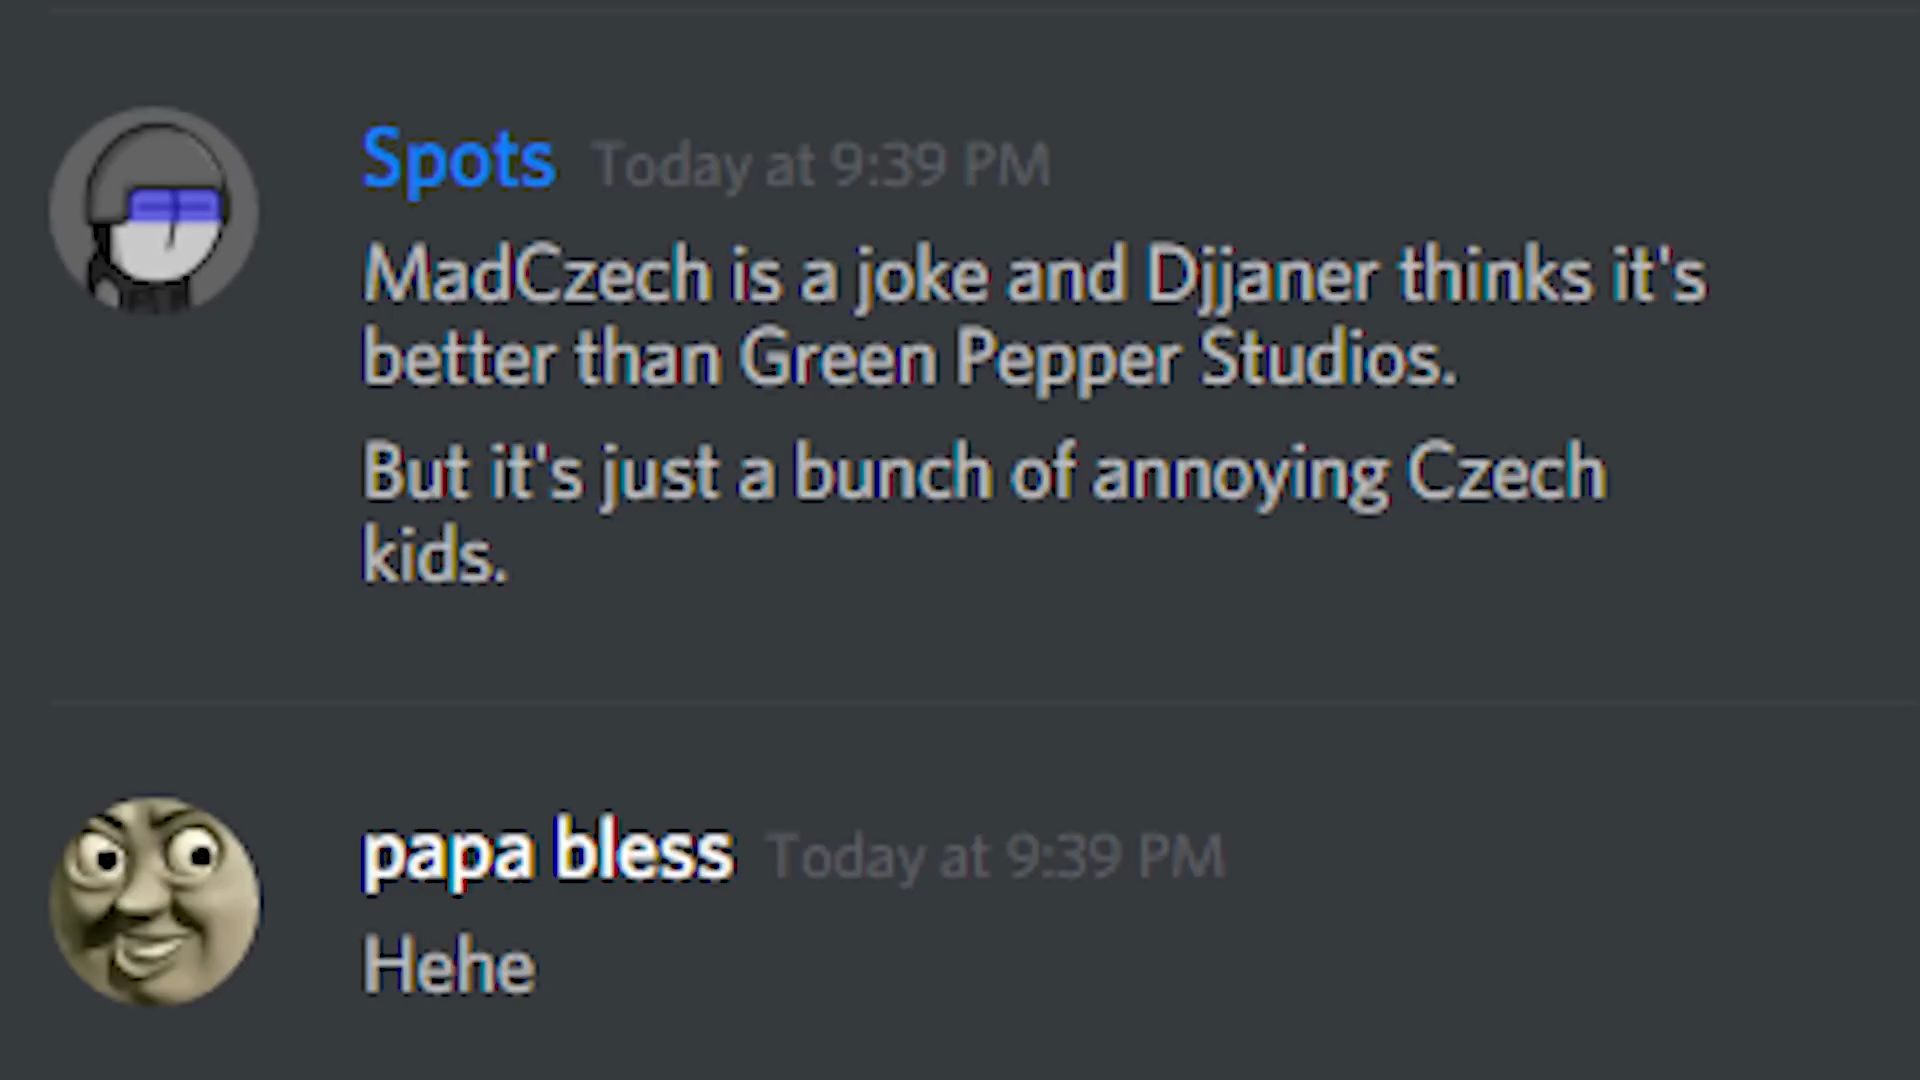 Spots Today at 9:39 PM
MadCzech is a joke and Djjaner thinks it's
better than Green Pepper Studios.
But it's just a bunch of annoying Czech
kids.
papa bless Today at 9:39 PM
Hehe